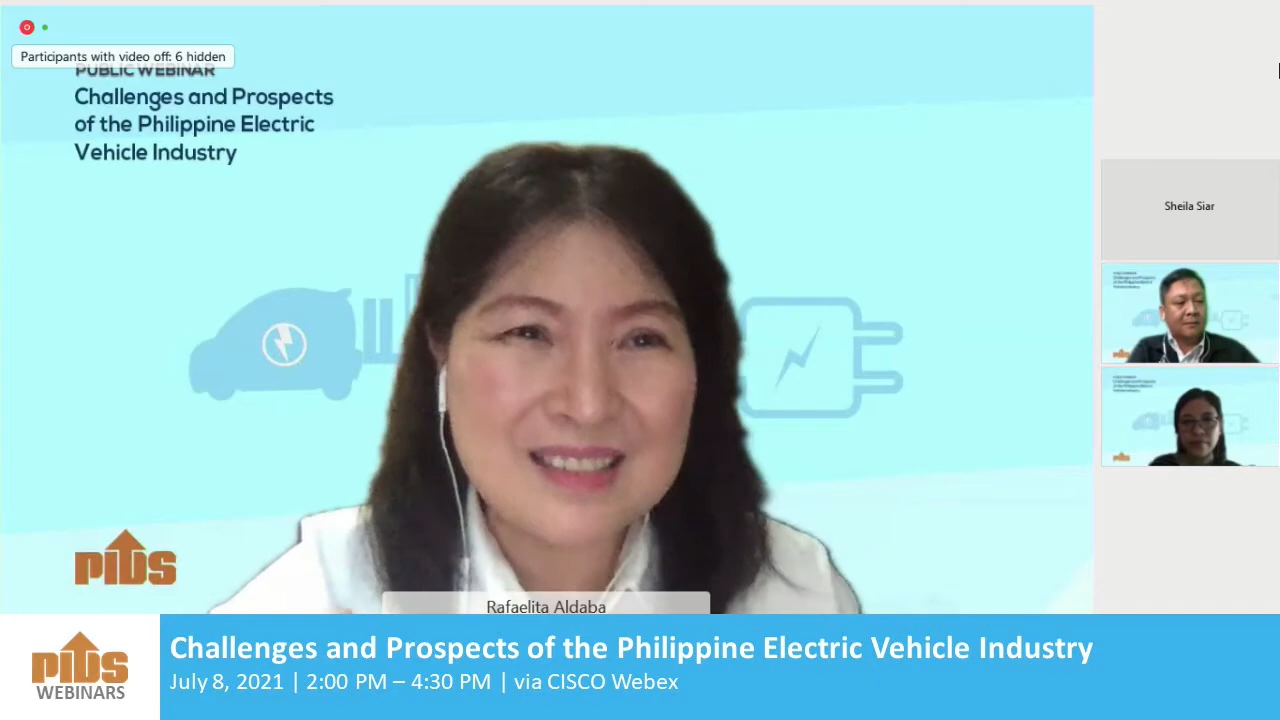 Participants with video off: 6 hidden
PUBLIC WEBINAR
Challenges and Prospects
of the Philippine Electric
Vehicle Industry
Sheila Siar
PIDS
Rafaelita Aldaba
PIDS
WEBINARS
Challenges and Prospects of the Philippine Electric Vehicle Industry
July 8, 2021 | 2:00 PM – 4:30 PM | via CISCO Webex